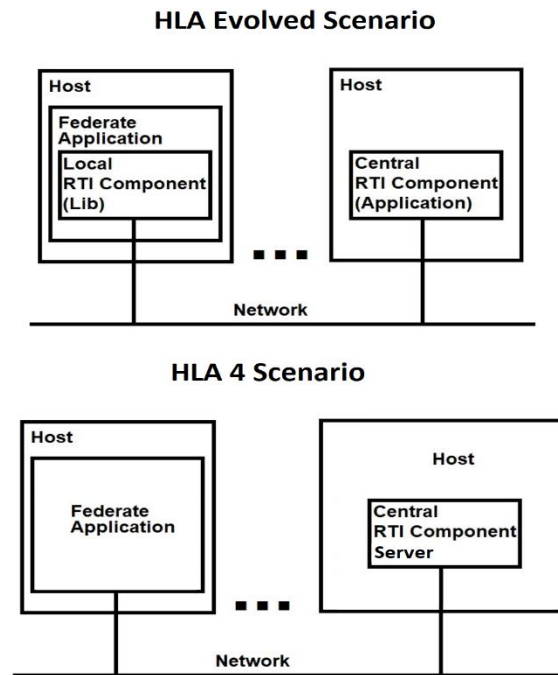 HLA Evolved Scenario
Host
Federate
Application
Local
RTI Component
(Lib)
Host
Central
RTI Component
(Application)
Network
HLA 4 Scenario
Host
Federate
Application
Host
Central
RTI Component
Server
Network